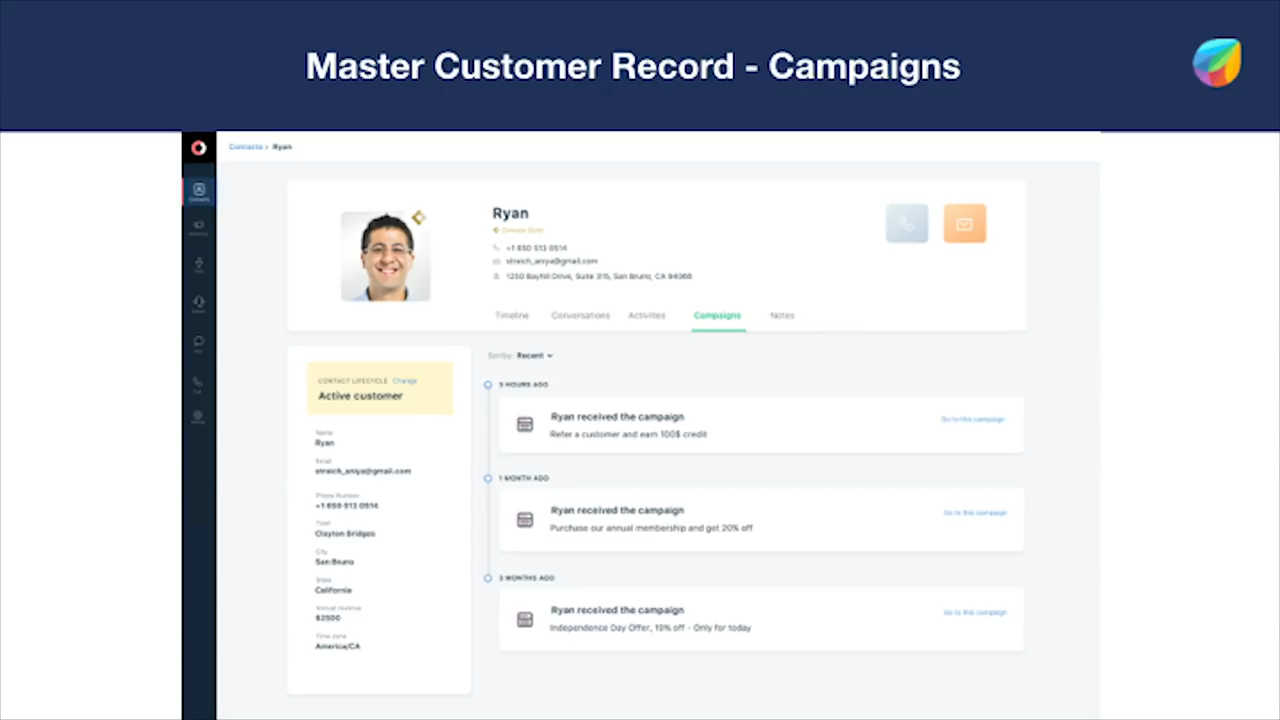 Master Customer Record - Campaigns
Contacts › Ryan
Ryan
+1 650 513 0514
streich_aniya@gmail.com
1250 Bayhill Drive, Suite 315, San Bruno, CA 94066
Timeline Conversations Activities Campaigns Notes
CONTACT LIFECYCLE Change
Active customer
Name
Ryan
Email
streich_aniya@gmail.com
Phone Number
+1 650 513 0514
Clayton Bridges
City
San Bruno
State
California
Annual revenue
$2500
Time zone
America/CA
Sort by: Recent
3 HOURS AGO
Ryan received the campaign
Go to this campaign
Refer a customer and earn 100$ credit
1 MONTH AGO
Ryan received the campaign
Go to this campaign
Purchase our annual membership and get 20% off
3 MONTHS AGO
Ryan received the campaign
Go to this campaign
Independence Day Offer, 10% off - Only for today